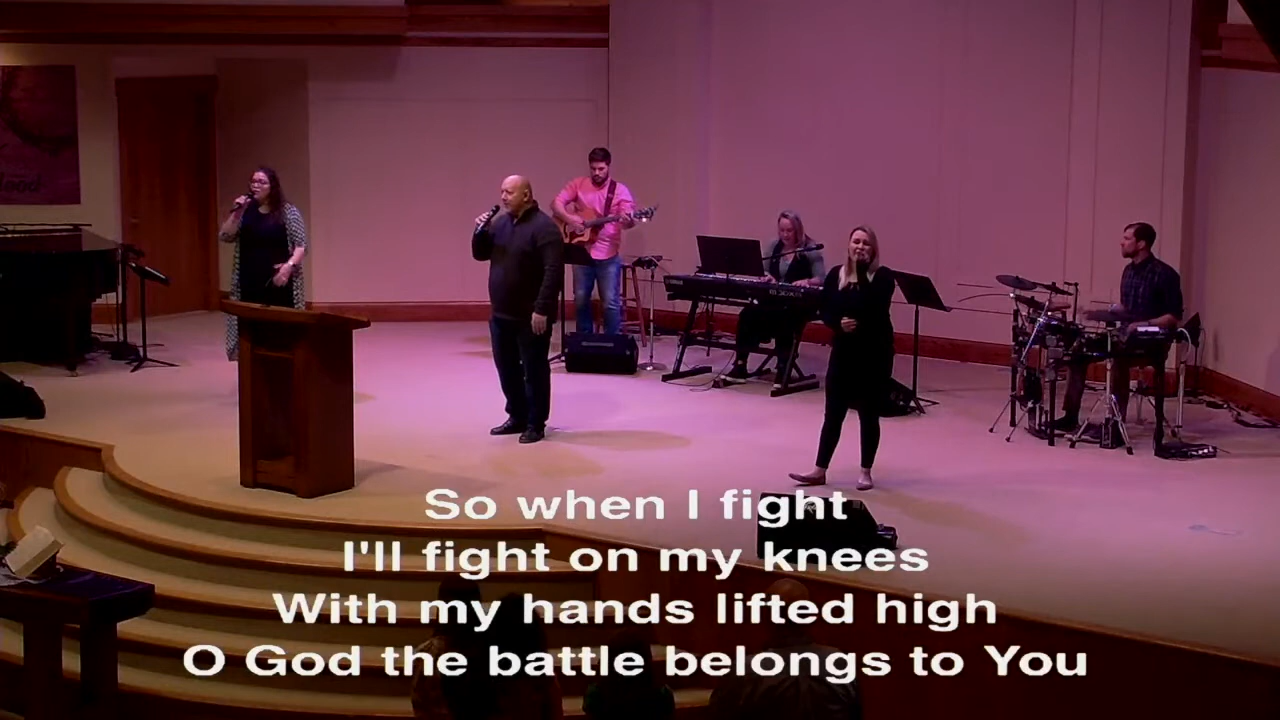 So when I fight
I'll fight on my knees
With my hands lifted high
O God the battle belongs to You